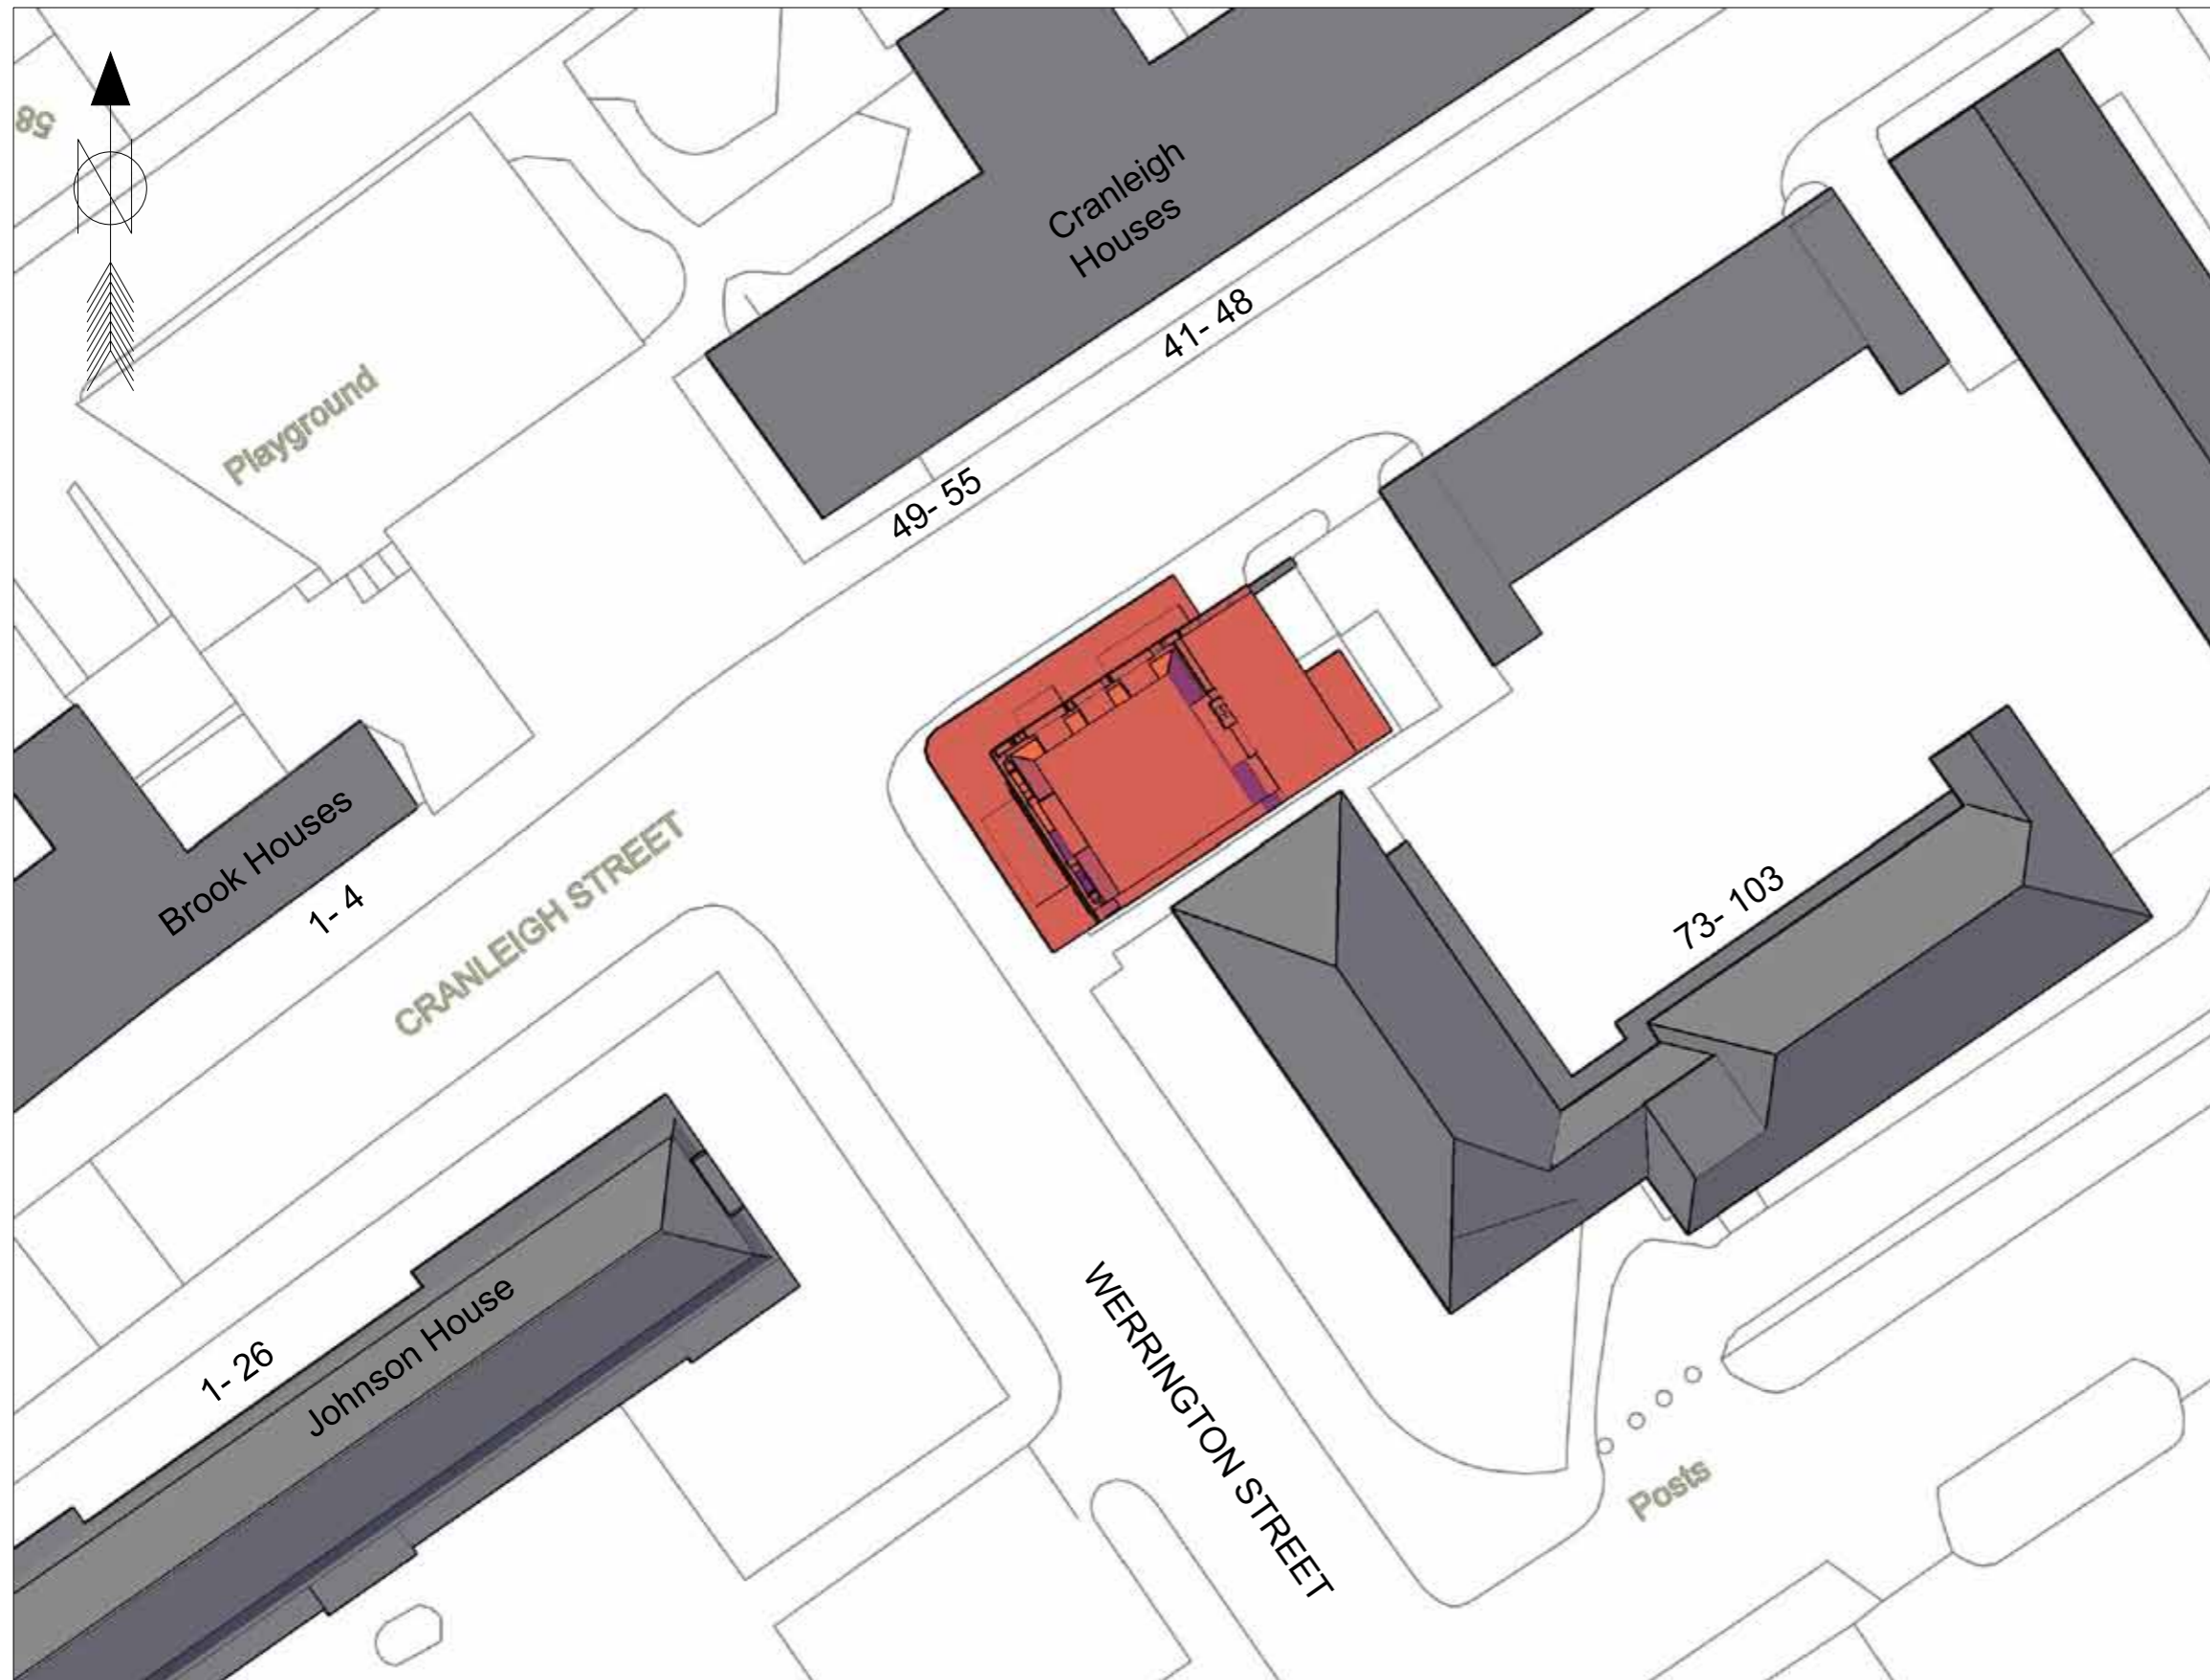 58
Cranleigh
Houses
41- 48
Playground
49- 55
Brook Houses
1- 4
CRANLEIGH STREET
73- 103
1- 26
Johnson House
WERRINGTON STREET
Posts